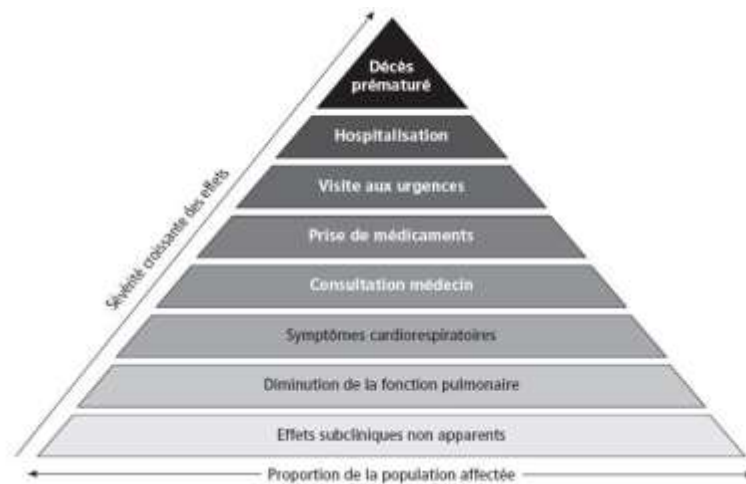 Décès
prématuré
Hospitalisation
Visite aux urgences
Prise de médicaments
Consultation médecin
Symptômes cardiorespiratoires
Diminution de la fonction pulmonaire
Effets subcliniques non apparents
Sévérité croissante des effets
Proportion de la population affectée